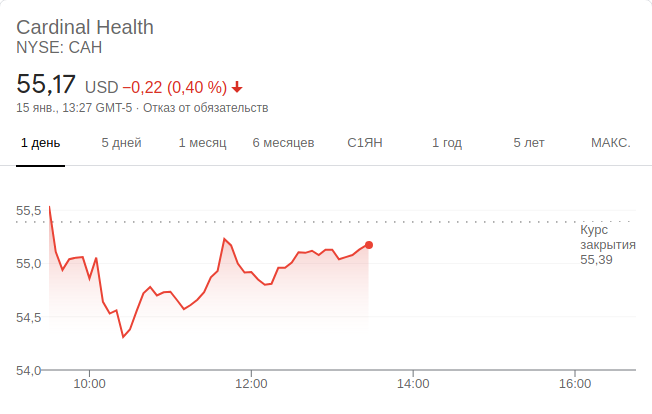 Cardinal Health
NYSE: CAH
55,17 USD −0,22 (0,40 %)
15 янв., 13:27 GMT-5 · Отказ от обязательств
1 день 5 дней 1 месяц 6 месяцев С1ЯН 1 год 5 лет МАКС.
55,5
Курс
закрытия
55,39
55,0
54,5
54,0
10:00 12:00 14:00 16:00